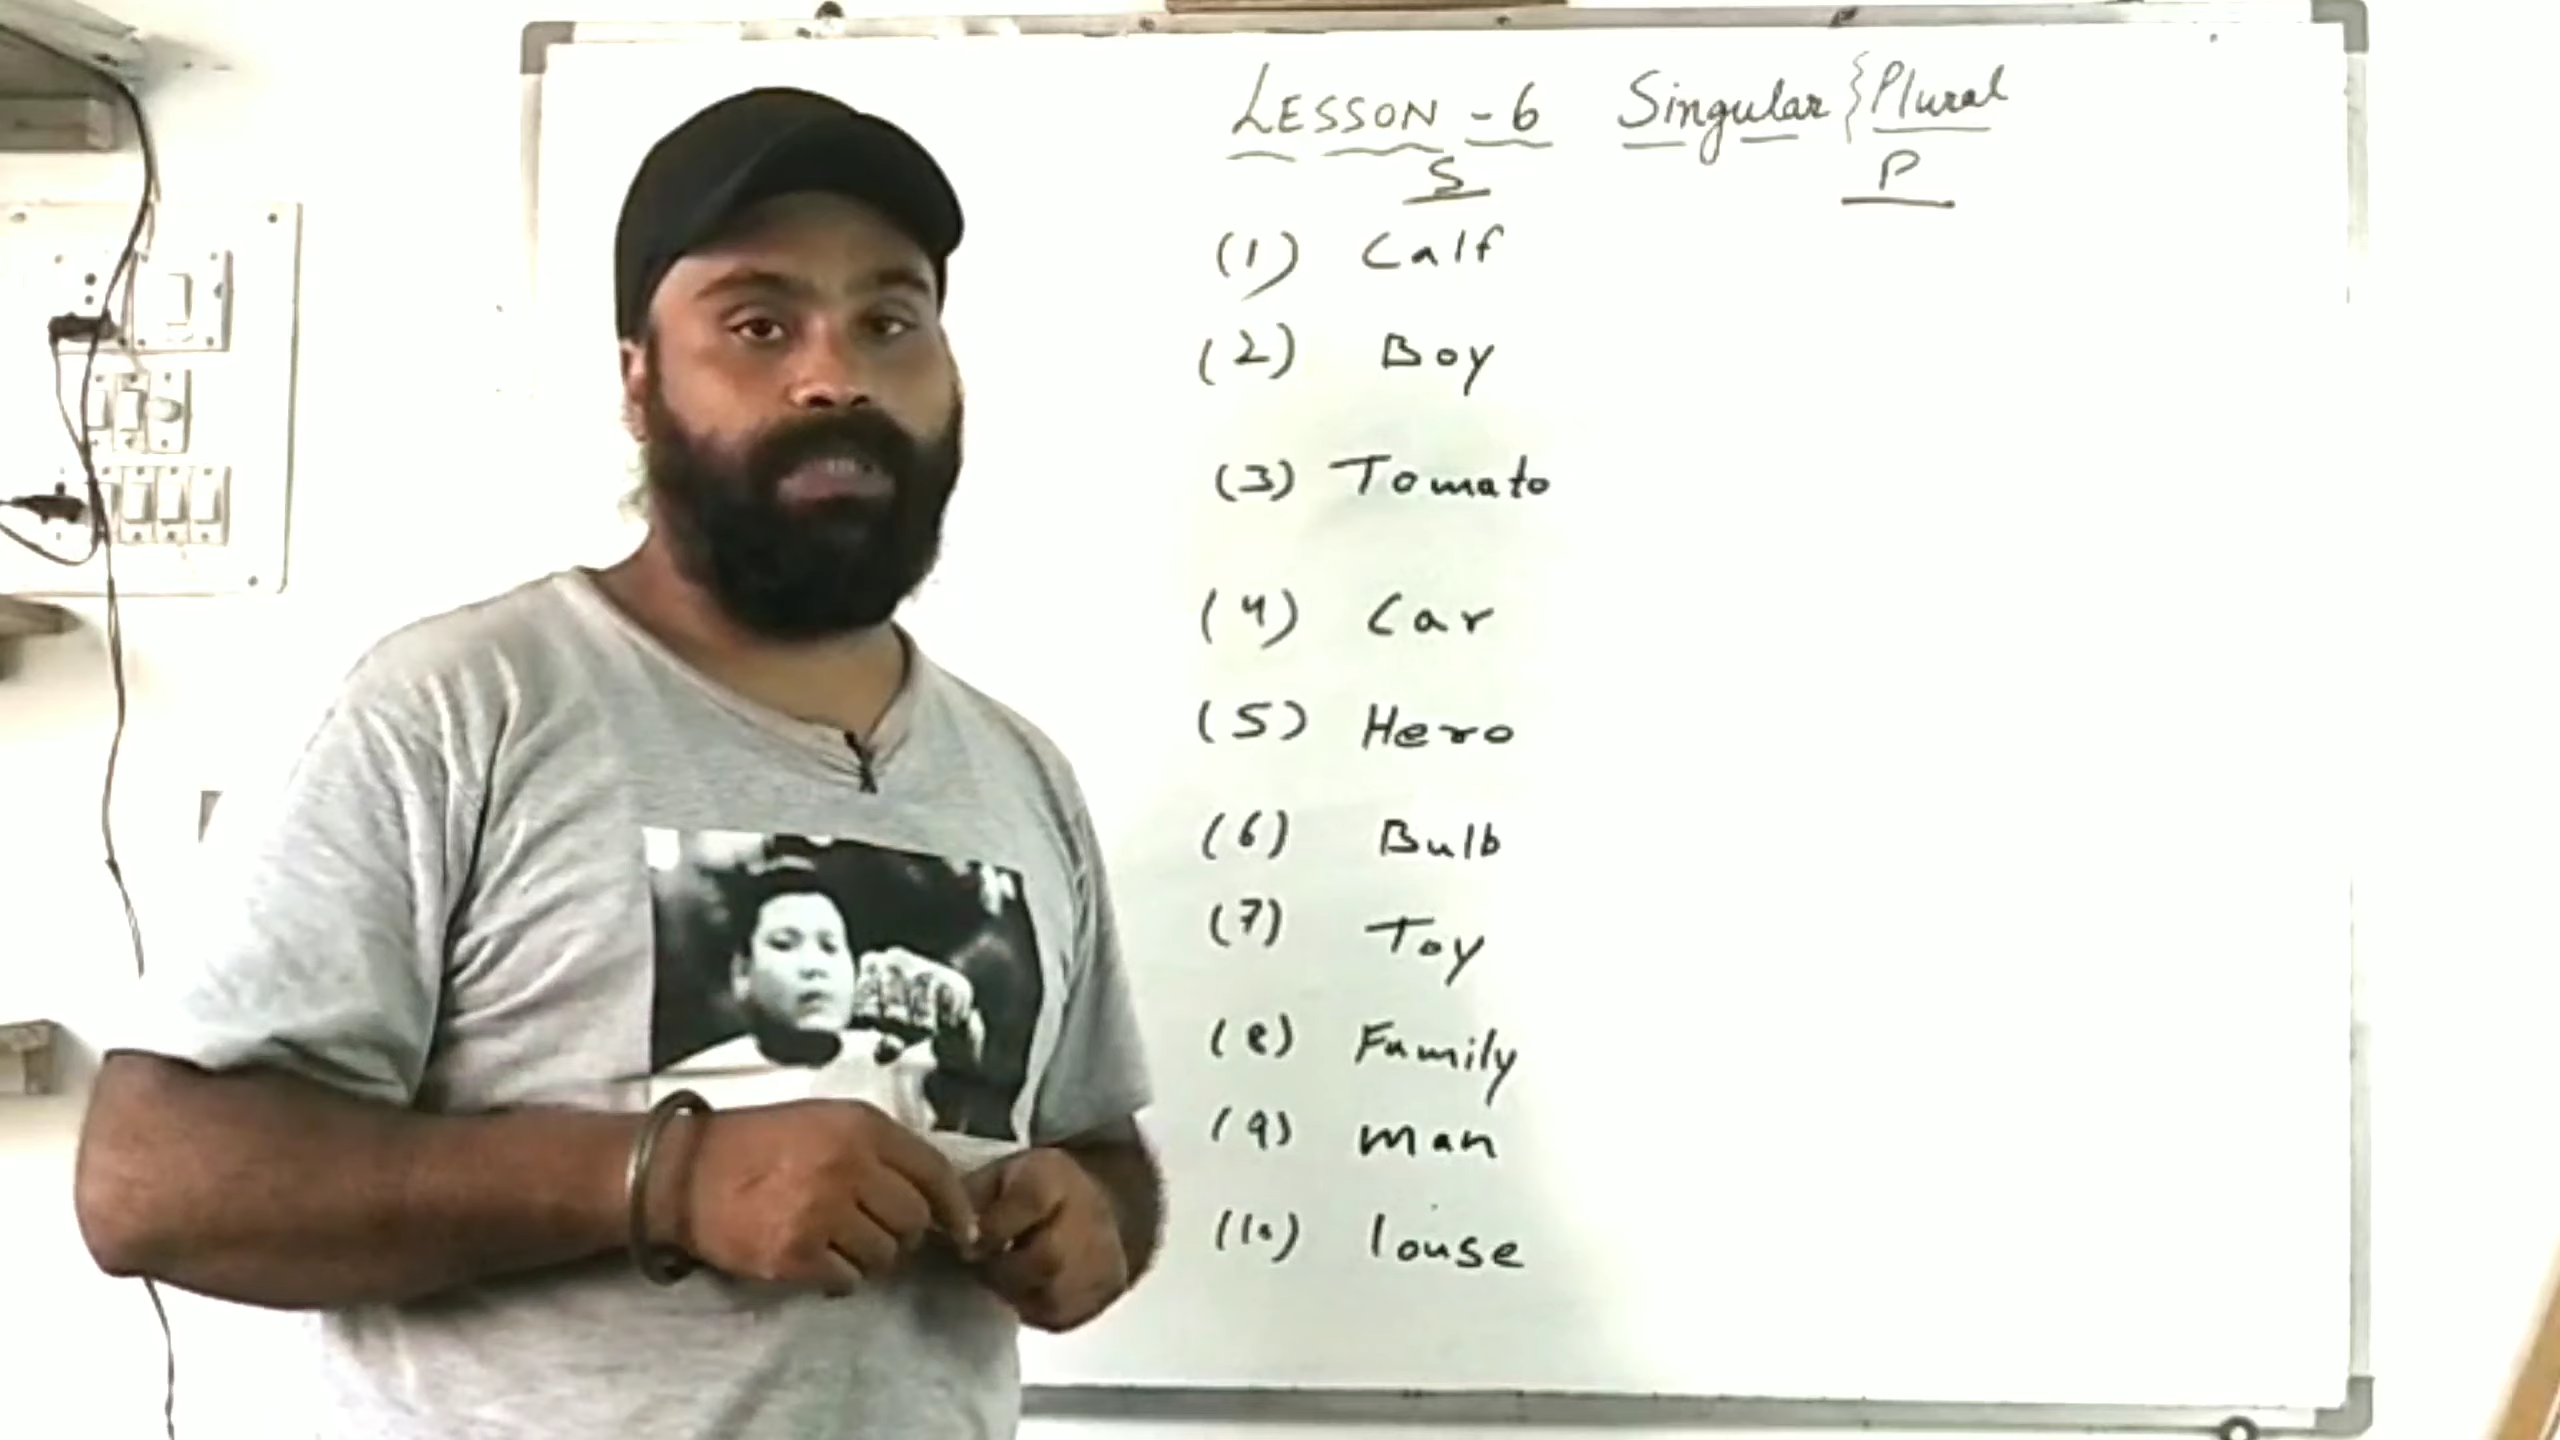 LESSON - 6 Singular } Plural
S P
(1) Calf
(2) Boy
(3) Tomato
(4) Car
(5) Hero
(6) Bulb
(7) Toy
(8) Family
(9) man
(10) louse